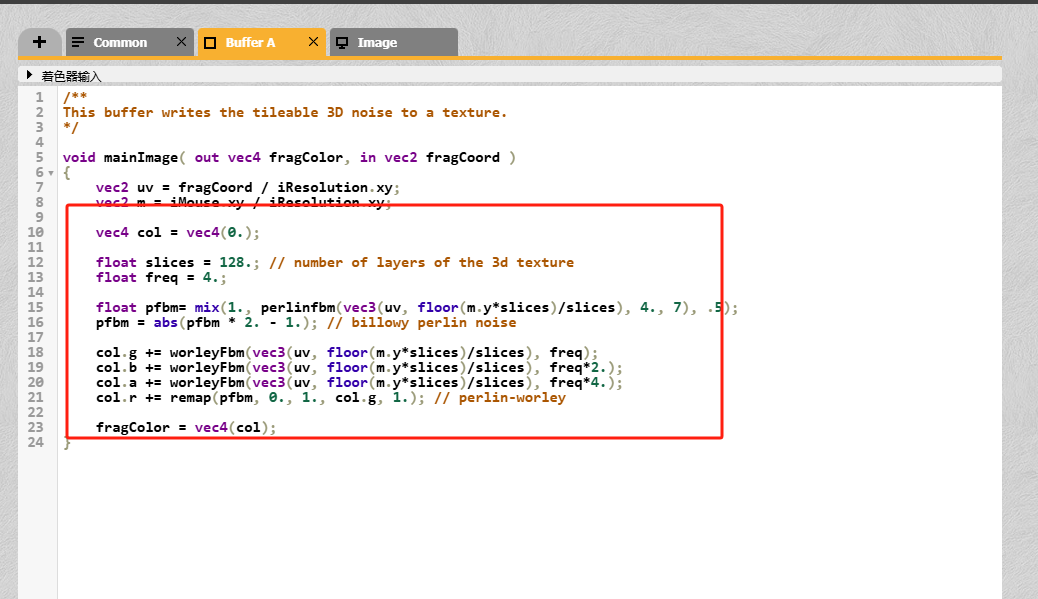 + Common × Buffer A × Image
着色器输入
1 /**
2 This buffer writes the tileable 3D noise to a texture.
3 */
4
5 void mainImage( out vec4 fragColor, in vec2 fragCoord )
6 {
7 vec2 uv = fragCoord / iResolution.xy;
8 vec2 m = iMouse.xy / iResolution.xy;
9
10 vec4 col = vec4(0.);
11
12 float slices = 128.; // number of layers of the 3d texture
13 float freq = 4.;
14
15 float pfbm= mix(1., perlinfbm(vec3(uv, floor(m.y*slices)/slices), 4., 7), .5);
16 pfbm = abs(pfbm * 2. - 1.); // billowy perlin noise
17
18 col.g += worleyFbm(vec3(uv, floor(m.y*slices)/slices), freq);
19 col.b += worleyFbm(vec3(uv, floor(m.y*slices)/slices), freq*2.);
20 col.a += worleyFbm(vec3(uv, floor(m.y*slices)/slices), freq*4.);
21 col.r += remap(pfbm, 0., 1., col.g, 1.); // perlin-worley
22
23 fragColor = vec4(col);
24 }